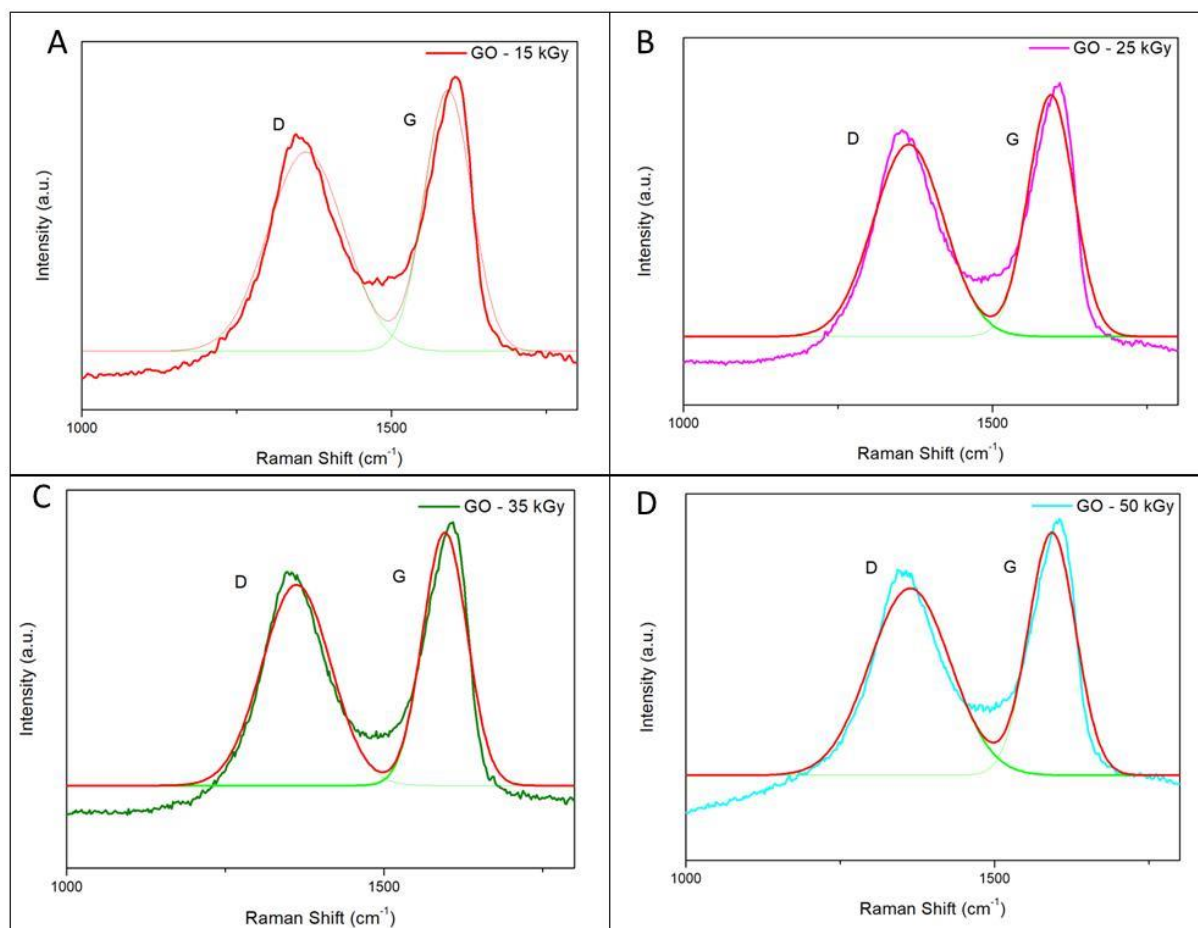 A
GO - 15 kGy
D
G
Intensity (a.u.)
1000
1500
Raman Shift (cm⁻¹)
B
GO - 25 kGy
D
G
Intensity (a.u.)
1000
1500
Raman Shift (cm⁻¹)
C
GO - 35 kGy
D
G
Intensity (a.u.)
1000
1500
Raman Shift (cm⁻¹)
D
GO - 50 kGy
D
G
Intensity (a.u.)
1000
1500
Raman Shift (cm⁻¹)